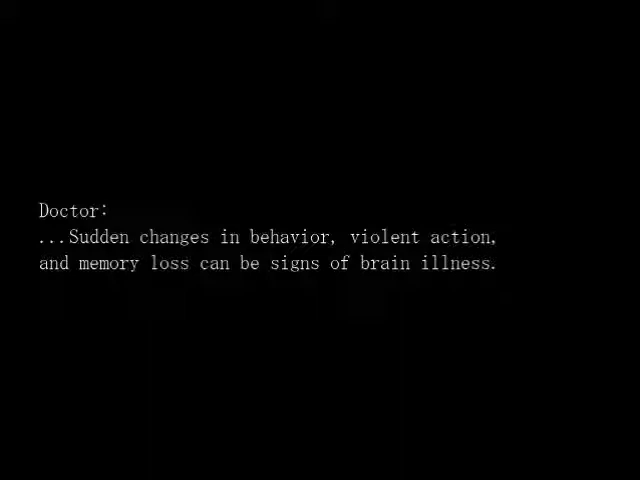 Doctor:
...Sudden changes in behavior, violent action,
and memory loss can be signs of brain illness.